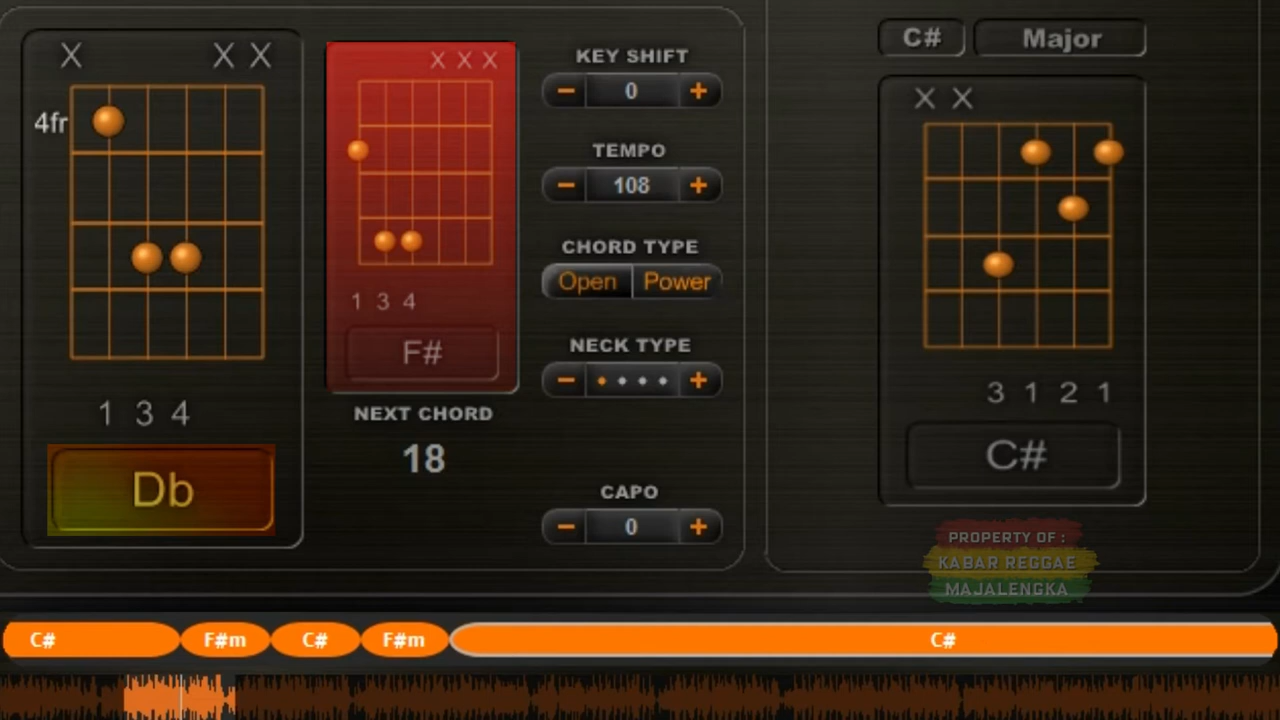 X X X
4fr
1 3 4
Db
X X X
1 3 4
F#
NEXT CHORD
18
KEY SHIFT
− 0 +
TEMPO
− 108 +
CHORD TYPE
Open Power
NECK TYPE
− +
CAPO
− 0 +
C# Major
X X
3 1 2 1
C#
PROPERTY OF :
KABAR REGGAE
MAJALENGKA
C# F#m C# F#m C#